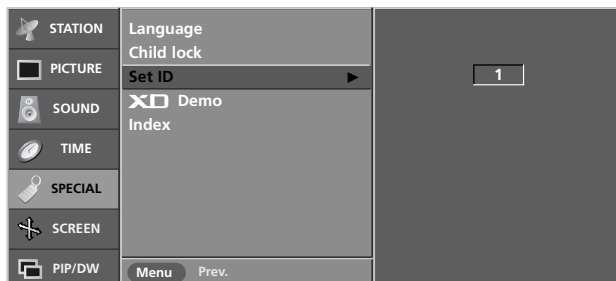 STATION
PICTURE
SOUND
TIME
SPECIAL
SCREEN
PIP/DW
Language
Child lock
Set ID ►
XD Demo
Index
Menu Prev.
1